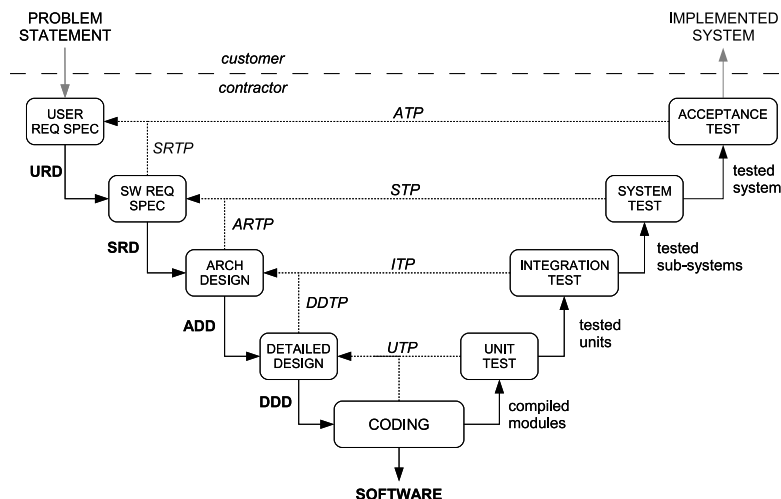 PROBLEM
STATEMENT
IMPLEMENTED
SYSTEM
customer
contractor
USER
REQ SPEC
ATP
ACCEPTANCE
TEST
SRTP
URD
SW REQ
SPEC
STP
SYSTEM
TEST
tested
system
ARTP
SRD
ARCH
DESIGN
ITP
INTEGRATION
TEST
tested
sub-systems
DDTP
ADD
DETAILED
DESIGN
UTP
UNIT
TEST
tested
units
DDD
CODING
compiled
modules
SOFTWARE